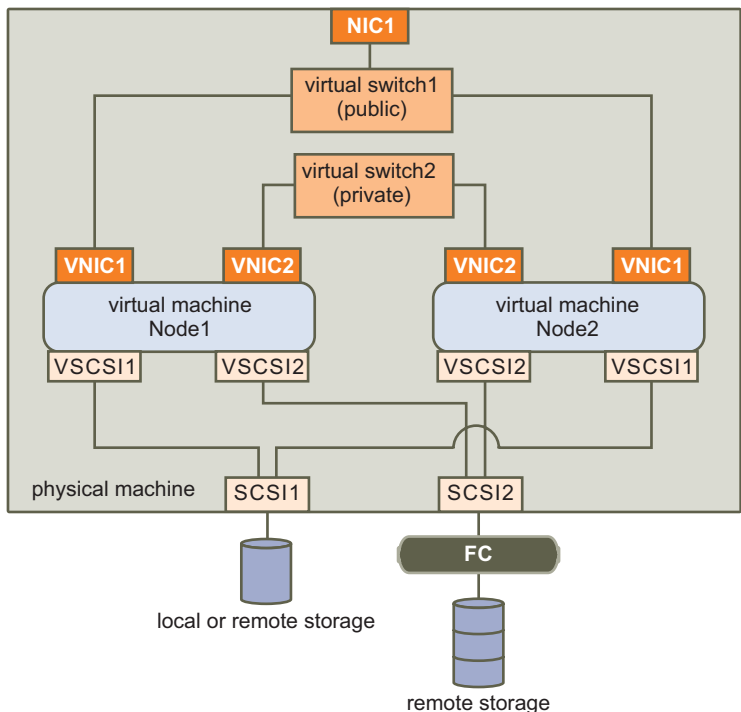 NIC1
virtual switch1
(public)
virtual switch2
(private)
VNIC1
VNIC2
VNIC2
VNIC1
virtual machine
Node1
virtual machine
Node2
VSCSI1
VSCSI2
VSCSI2
VSCSI1
physical machine
SCSI1
SCSI2
FC
local or remote storage
remote storage